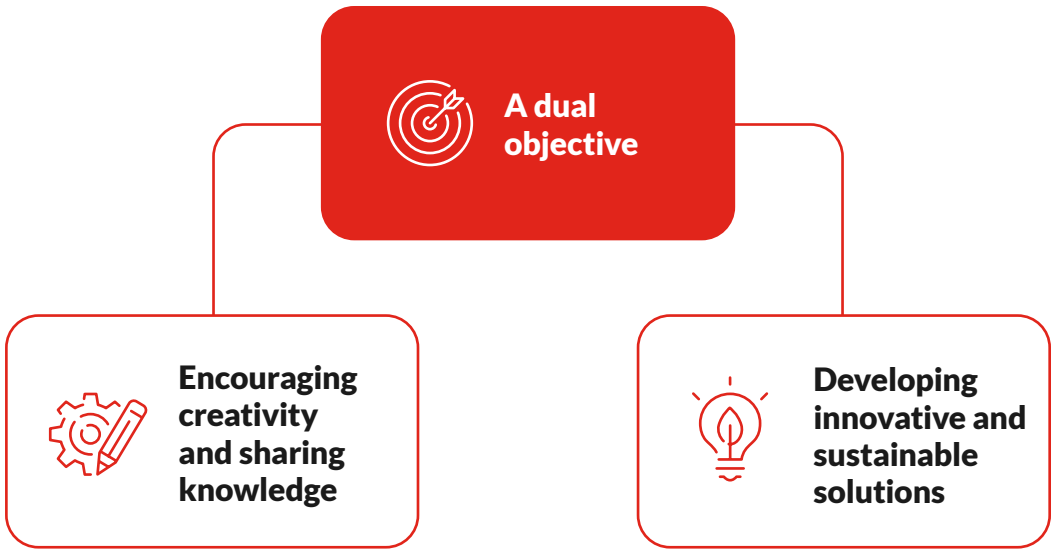 A dual
objective
Encouraging
creativity
and sharing
knowledge
Developing
innovative and
sustainable
solutions